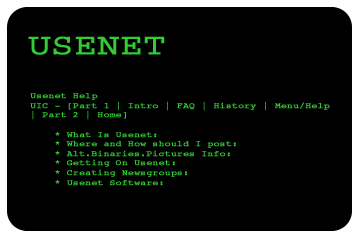 USENET
Usenet Help
UIC - [Part 1 | Intro | FAQ | History | Menu/Help
| Part 2 | Home]
* What Is Usenet:
* Where and How should I post:
* Alt.Binaries.Pictures Info:
* Getting On Usenet:
* Creating Newsgroups:
* Usenet Software: